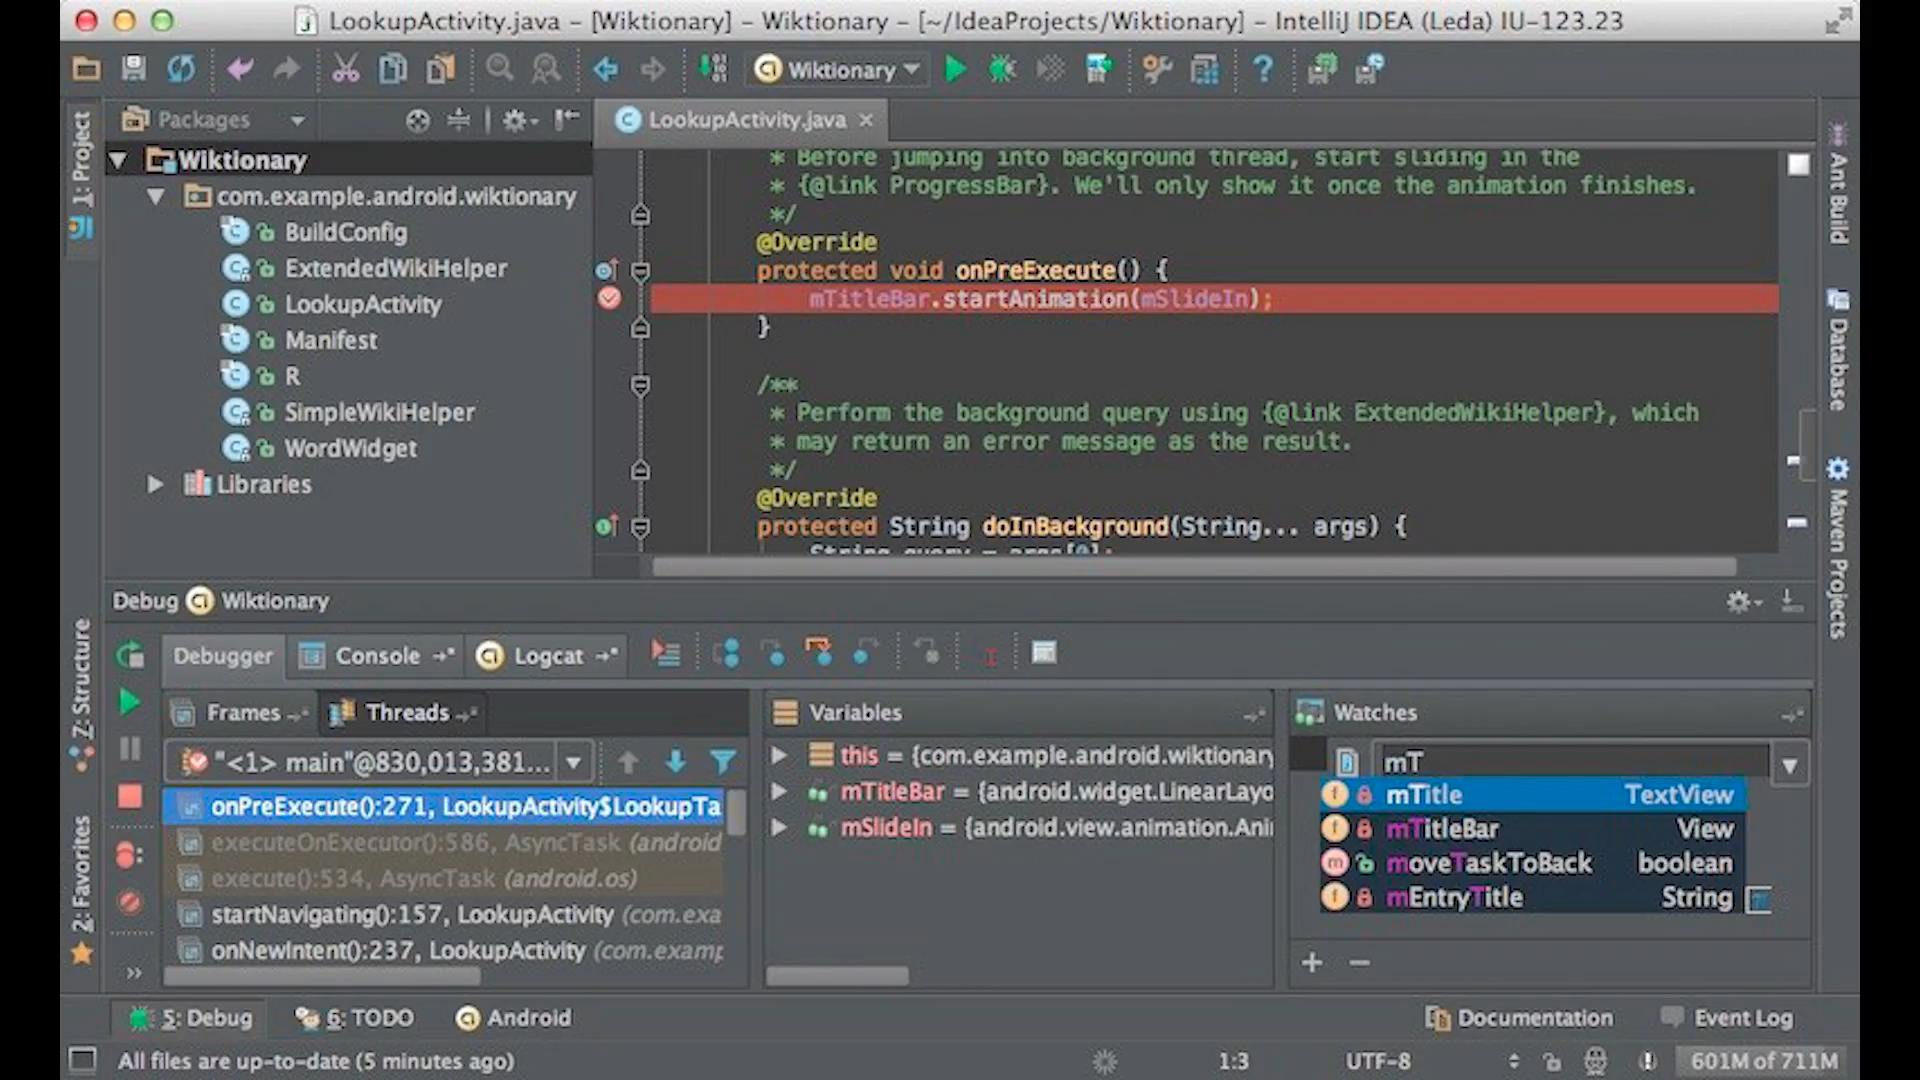 LookupActivity.java – [Wiktionary] – Wiktionary – [~/IdeaProjects/Wiktionary] – IntelliJ IDEA (Leda) IU-123.23
Wiktionary
1: Project
Packages
LookupActivity.java
Wiktionary
com.example.android.wiktionary
BuildConfig
ExtendedWikiHelper
LookupActivity
Manifest
R
SimpleWikiHelper
WordWidget
Libraries
* Before jumping into background thread, start sliding in the
* {@link ProgressBar}. We'll only show it once the animation finishes.
*/
@Override
protected void onPreExecute() {
mTitleBar.startAnimation(mSlideIn);
}
/**
* Perform the background query using {@link ExtendedWikiHelper}, which
* may return an error message as the result.
*/
@Override
protected String doInBackground(String... args) {
String query = args[0];
Ant Build
Database
Maven Projects
Debug Wiktionary
Z: Structure
2: Favorites
Debugger
Console
Logcat
Frames
Threads
"<1> main"@830,013,381...
onPreExecute():271, LookupActivity$LookupTa
executeOnExecutor():586, AsyncTask (android
execute():534, AsyncTask (android.os)
startNavigating():157, LookupActivity (com.exa
onNewIntent():237, LookupActivity (com.examp
Variables
this = {com.example.android.wiktionary
mTitleBar = {android.widget.LinearLayo
mSlideIn = {android.view.animation.Ani
Watches
mT
mTitle TextView
mTitleBar View
moveTaskToBack boolean
mEntryTitle String
5: Debug
6: TODO
Android
Documentation
Event Log
All files are up-to-date (5 minutes ago)
1:3
UTF-8
601M of 711M